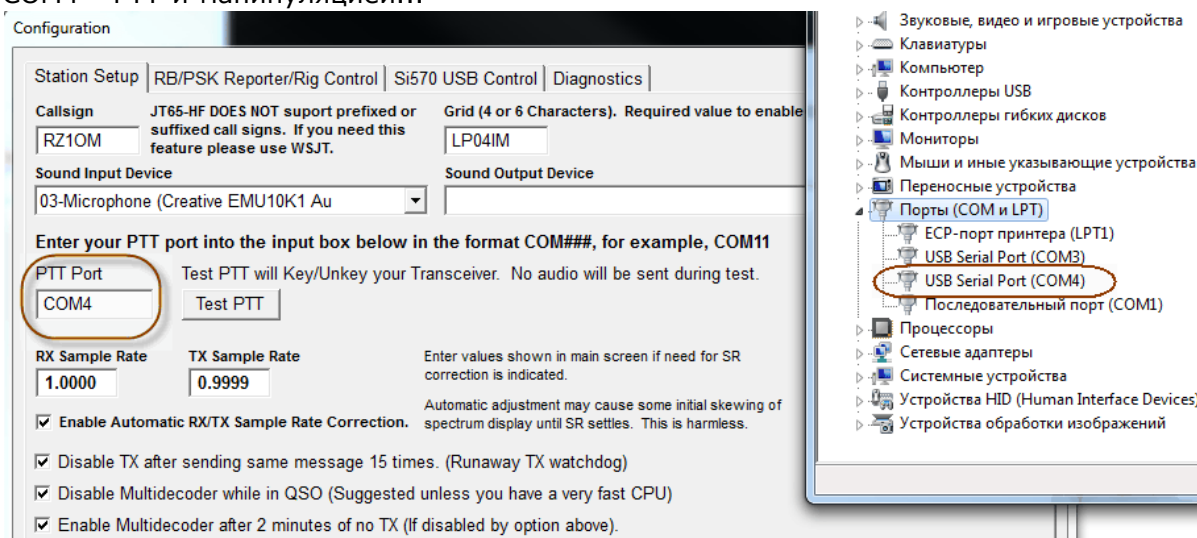 Configuration
Station Setup
RB/PSK Reporter/Rig Control
Si570 USB Control
Diagnostics
Callsign
JT65-HF DOES NOT suport prefixed or
suffixed call signs. If you need this
feature please use WSJT.
Grid (4 or 6 Characters). Required value to enable
RZ1OM
LP04IM
Sound Input Device
Sound Output Device
03-Microphone (Creative EMU10K1 Au
Enter your PTT port into the input box below in the format COM###, for example, COM11
PTT Port
Test PTT will Key/Unkey your Transceiver. No audio will be sent during test.
COM4
Test PTT
RX Sample Rate
TX Sample Rate
Enter values shown in main screen if need for SR
correction is indicated.
1.0000
0.9999
Automatic adjustment may cause some initial skewing of
spectrum display until SR settles. This is harmless.
Enable Automatic RX/TX Sample Rate Correction.
Disable TX after sending same message 15 times. (Runaway TX watchdog)
Disable Multidecoder while in QSO (Suggested unless you have a very fast CPU)
Enable Multidecoder after 2 minutes of no TX (If disabled by option above).
Звуковые, видео и игровые устройства
Клавиатуры
Компьютер
Контроллеры USB
Контроллеры гибких дисков
Мониторы
Мыши и иные указывающие устройства
Переносные устройства
Порты (COM и LPT)
ECP-порт принтера (LPT1)
USB Serial Port (COM3)
USB Serial Port (COM4)
Последовательный порт (COM1)
Процессоры
Сетевые адаптеры
Системные устройства
Устройства HID (Human Interface Devices)
Устройства обработки изображений